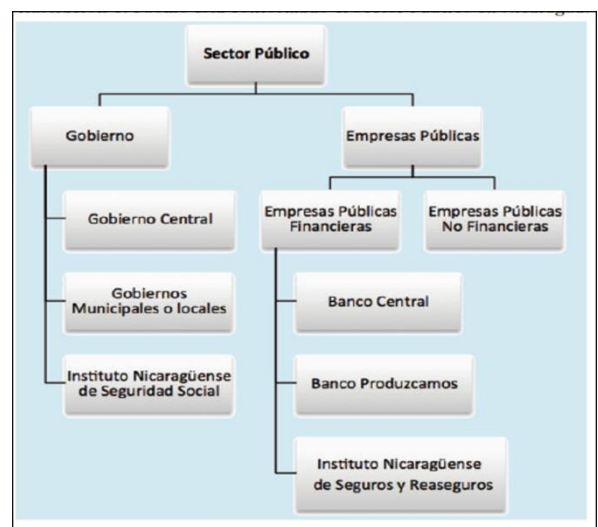 Sector Público
Gobierno
Empresas Públicas
Gobierno Central
Gobiernos
Municipales o locales
Instituto Nicaragüense
de Seguridad Social
Empresas Públicas
Financieras
Empresas Públicas
No Financieras
Banco Central
Banco Produzcamos
Instituto Nicaragüense
de Seguros y Reaseguros